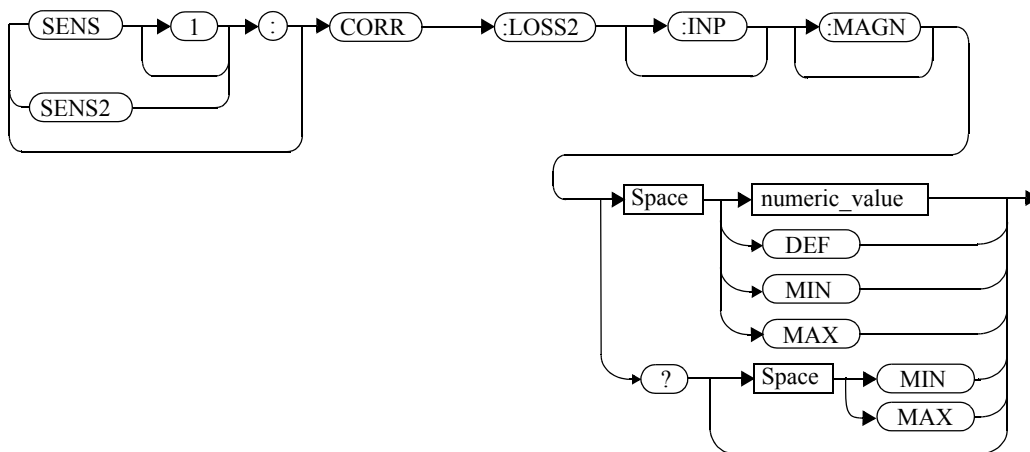 SENS 1 : CORR :LOSS2 :INP :MAGN
SENS2
Space numeric_value
DEF
MIN
MAX
? Space MIN
MAX